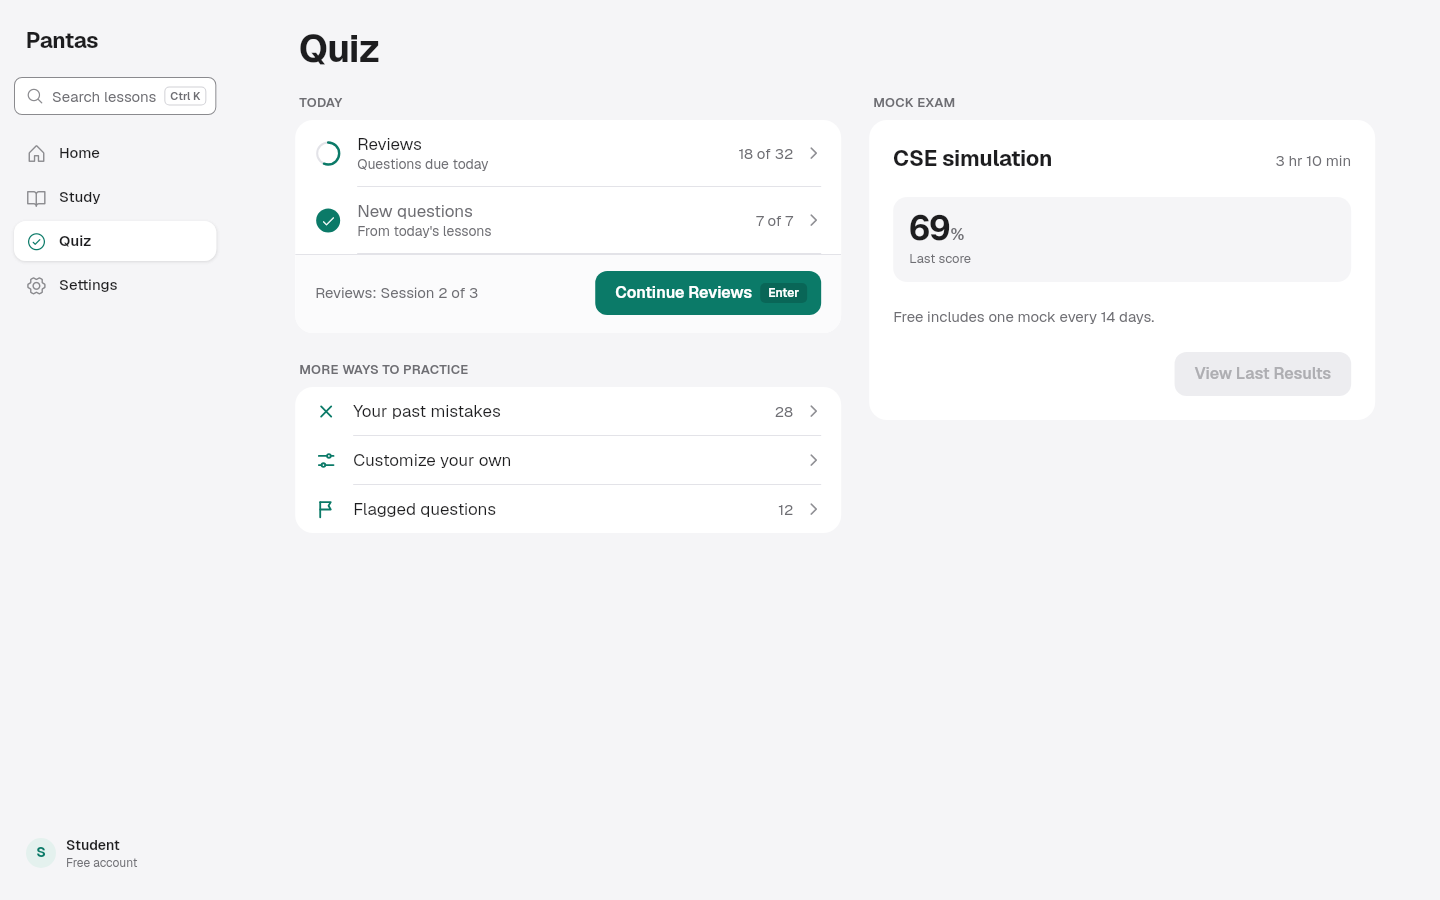 Pantas
Search lessons Ctrl K
Home
Study
Quiz
Settings
Student
S
Free account
Quiz
TODAY
Reviews
Questions due today
18 of 32
New questions
From today's lessons
7 of 7
Reviews: Session 2 of 3
Continue Reviews Enter
MORE WAYS TO PRACTICE
Your past mistakes 28
Customize your own
Flagged questions 12
MOCK EXAM
CSE simulation 3 hr 10 min
69%
Last score
Free includes one mock every 14 days.
View Last Results